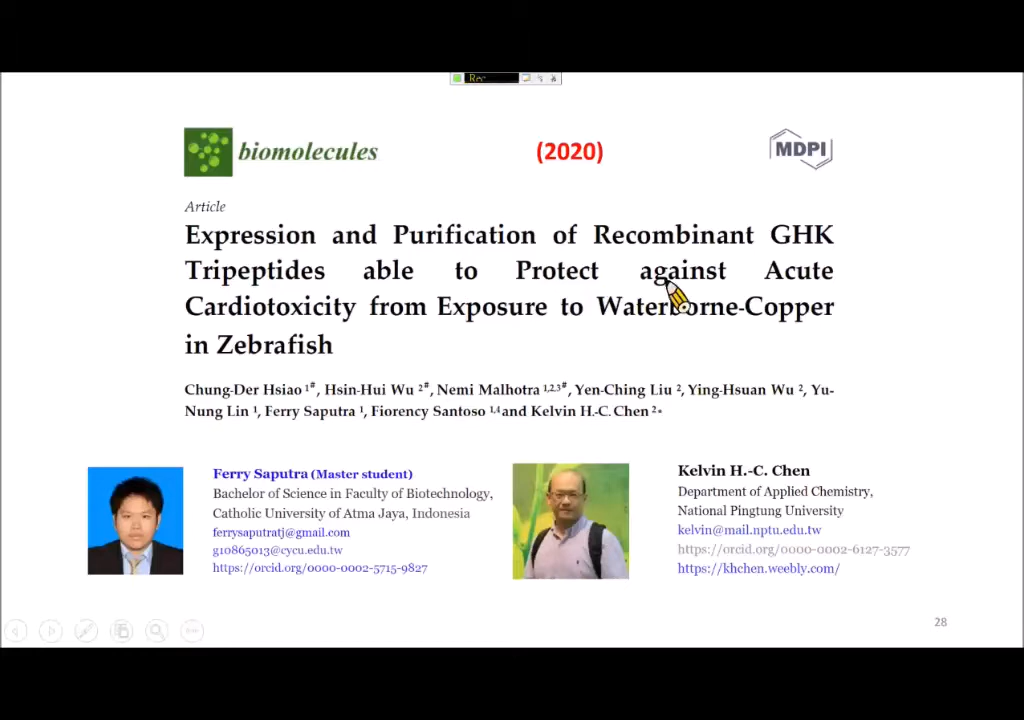 Rec
biomolecules
(2020)
MDPI
Article
Expression and Purification of Recombinant GHK
Tripeptides able to Protect against Acute
Cardiotoxicity from Exposure to Waterborne-Copper
in Zebrafish
Chung-Der Hsiao 1#, Hsin-Hui Wu 2#, Nemi Malhotra 1,2,3#, Yen-Ching Liu 2, Ying-Hsuan Wu 2, Yu-
Nung Lin 1, Ferry Saputra 1, Fiorency Santoso 1,4 and Kelvin H.-C. Chen 2*
Ferry Saputra (Master student)
Bachelor of Science in Faculty of Biotechnology,
Catholic University of Atma Jaya, Indonesia
ferrysaputratj@gmail.com
g10865013@cycu.edu.tw
https://orcid.org/0000-0002-5715-9827
Kelvin H.-C. Chen
Department of Applied Chemistry,
National Pingtung University
kelvin@mail.nptu.edu.tw
https://orcid.org/0000-0002-6127-3577
https://khchen.weebly.com/
28